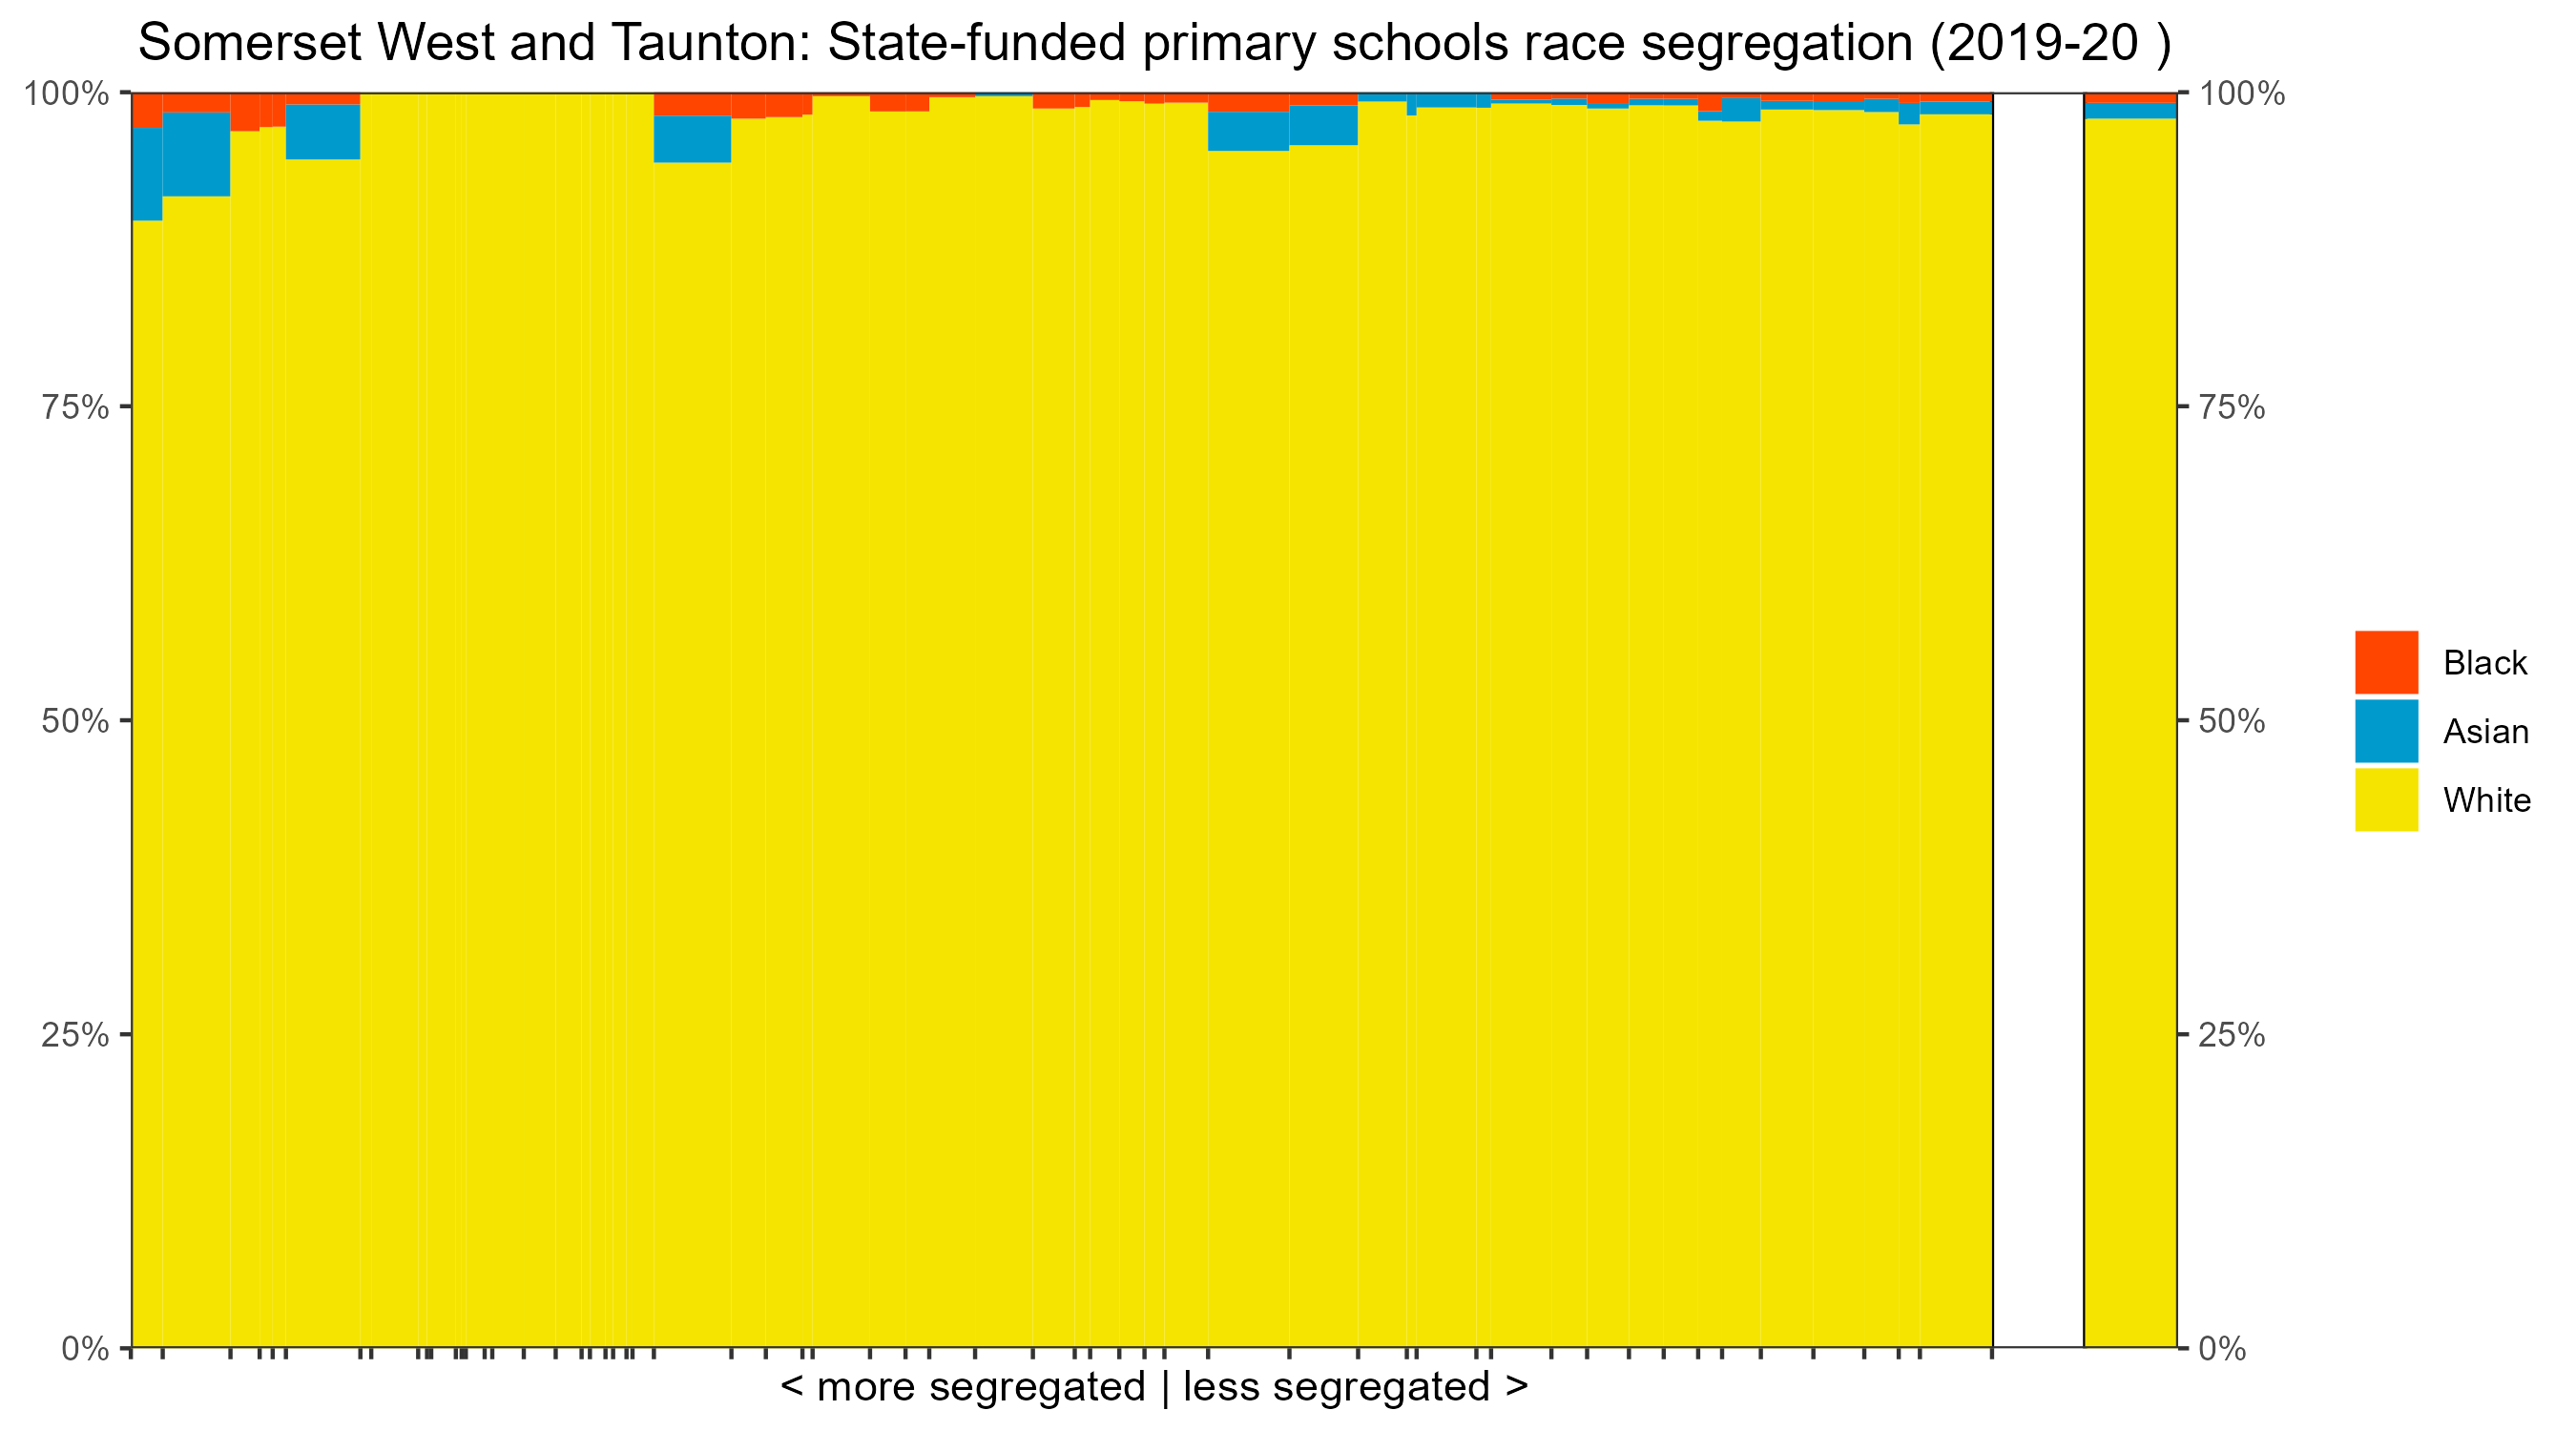 Somerset West and Taunton: State-funded primary schools race segregation (2019-20 )
100%
75%
50%
25%
0%
100%
75%
50%
25%
0%
Black
Asian
White
< more segregated | less segregated >